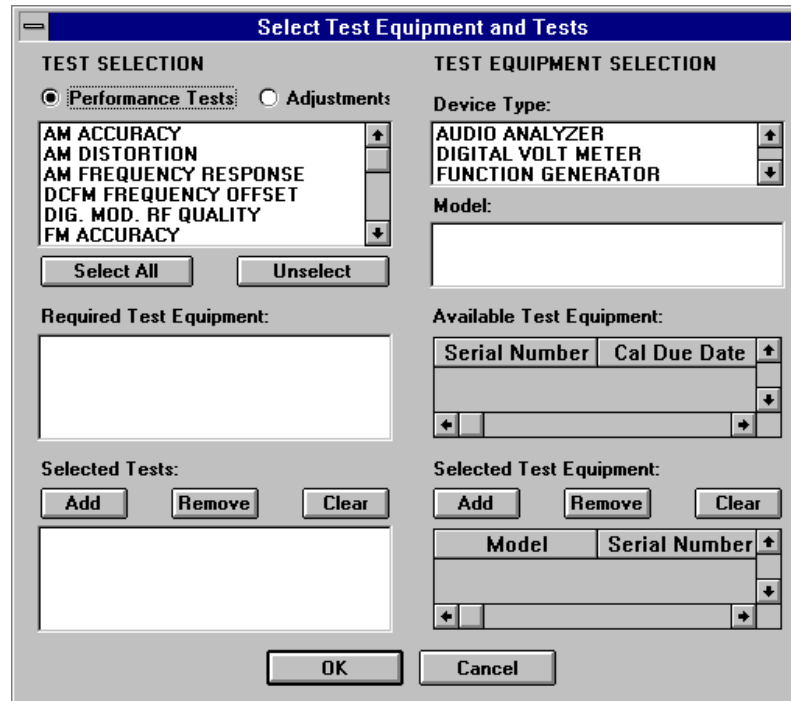 Select Test Equipment and Tests
TEST SELECTION
Performance Tests
Adjustments
AM ACCURACY
AM DISTORTION
AM FREQUENCY RESPONSE
DCFM FREQUENCY OFFSET
DIG. MOD. RF QUALITY
FM ACCURACY
Select All
Unselect
Required Test Equipment:
Selected Tests:
Add
Remove
Clear
TEST EQUIPMENT SELECTION
Device Type:
AUDIO ANALYZER
DIGITAL VOLT METER
FUNCTION GENERATOR
Model:
Available Test Equipment:
Serial Number
Cal Due Date
Selected Test Equipment:
Add
Remove
Clear
Model
Serial Number
OK
Cancel